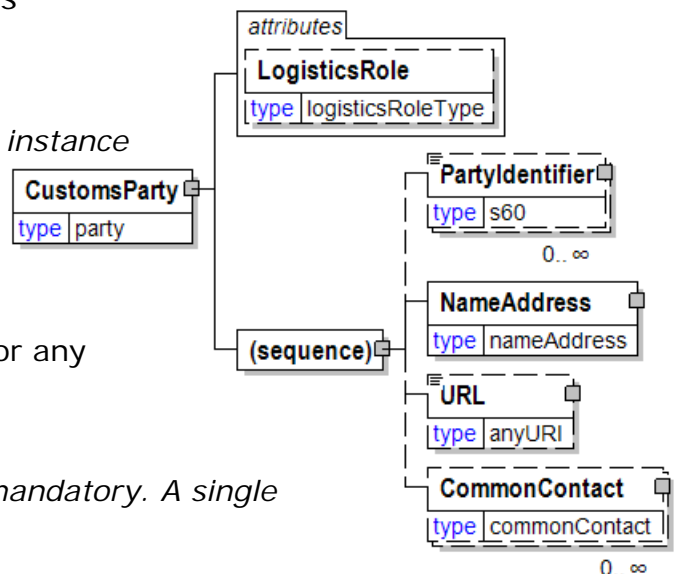 s
attributes
LogisticsRole
type logisticsRoleType
instance
CustomsParty
type party
PartyIdentifier
type s60
0.. ∞
NameAddress
type nameAddress
or any
(sequence)
URL
type anyURI
mandatory. A single
CommonContact
type commonContact
0.. ∞